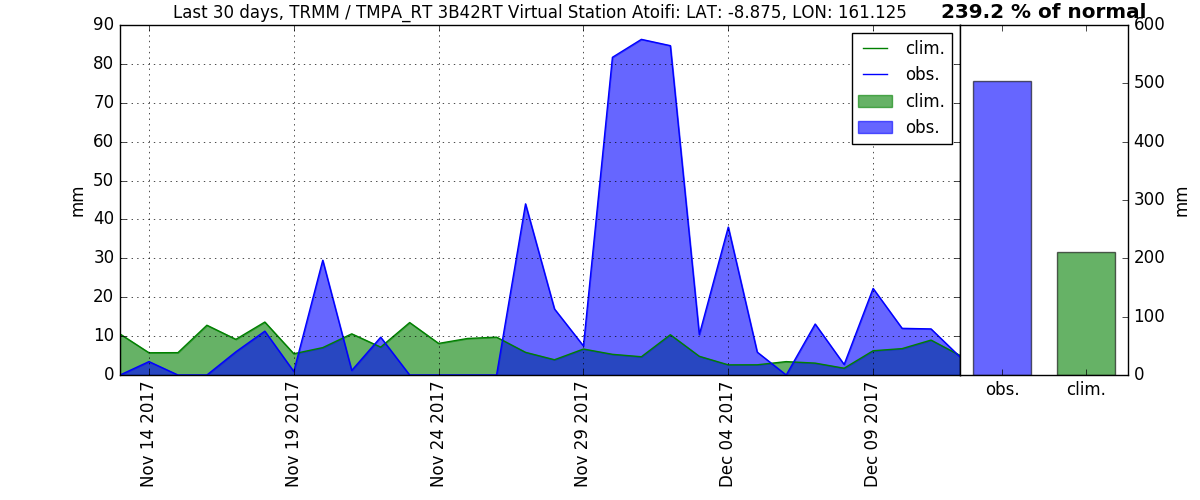 Last 30 days, TRMM / TMPA_RT 3B42RT Virtual Station Atoifi: LAT: -8.875, LON: 161.125
239.2 % of normal
90
80
70
60
50
40
30
20
10
0
mm
clim.
obs.
clim.
obs.
Nov 14 2017
Nov 19 2017
Nov 24 2017
Nov 29 2017
Dec 04 2017
Dec 09 2017
600
500
400
300
200
100
0
mm
obs.
clim.